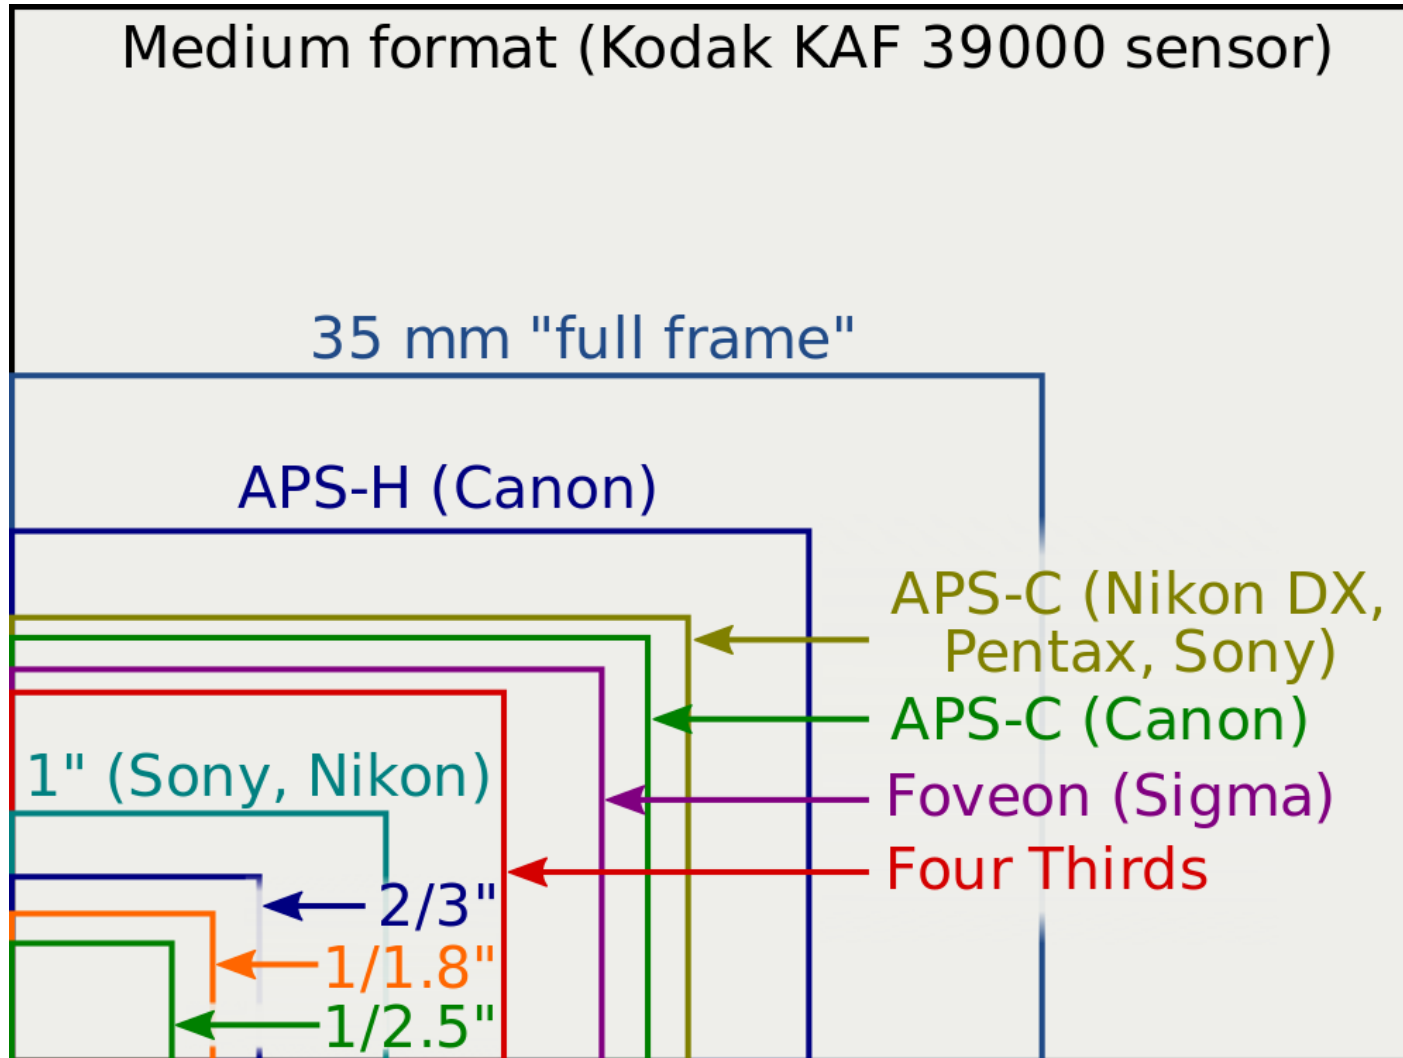 Medium format (Kodak KAF 39000 sensor)
35 mm "full frame"
APS-H (Canon)
APS-C (Nikon DX,
Pentax, Sony)
APS-C (Canon)
1" (Sony, Nikon)
Foveon (Sigma)
Four Thirds
2/3"
1/1.8"
1/2.5"